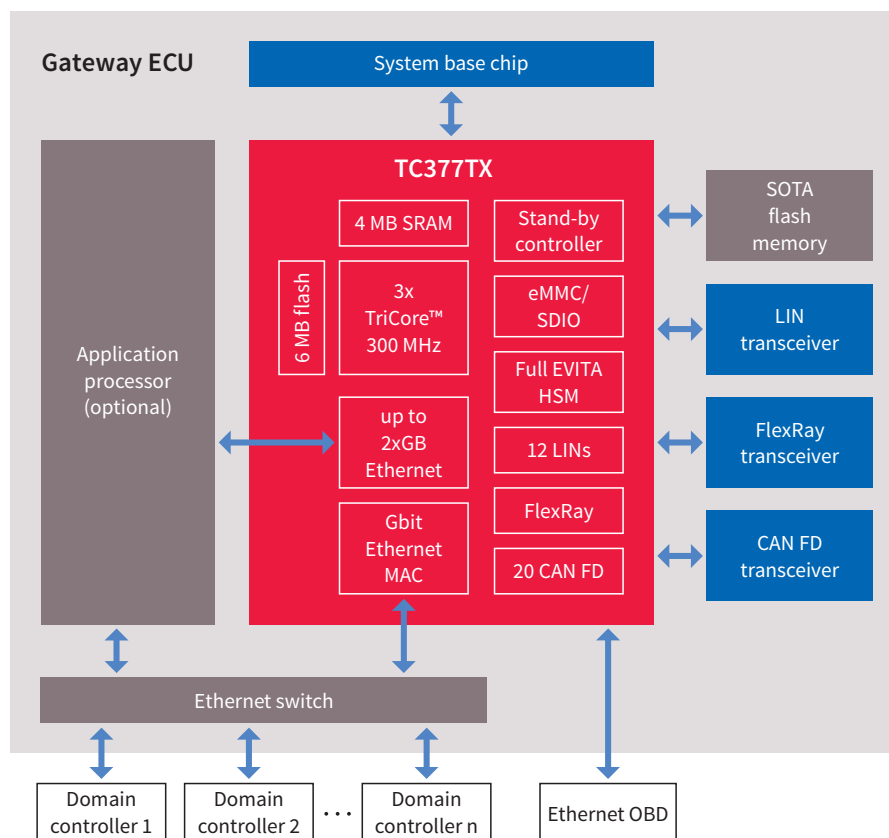 Gateway ECU
System base chip
TC377TX
4 MB SRAM
6 MB flash
3x
TriCore™
300 MHz
up to
2xGB
Ethernet
Gbit
Ethernet
MAC
Stand-by
controller
eMMC/
SDIO
Full EVITA
HSM
12 LINs
FlexRay
20 CAN FD
Application
processor
(optional)
SOTA
flash
memory
LIN
transceiver
FlexRay
transceiver
CAN FD
transceiver
Ethernet switch
Domain
controller 1
Domain
controller 2
...
Domain
controller n
Ethernet OBD